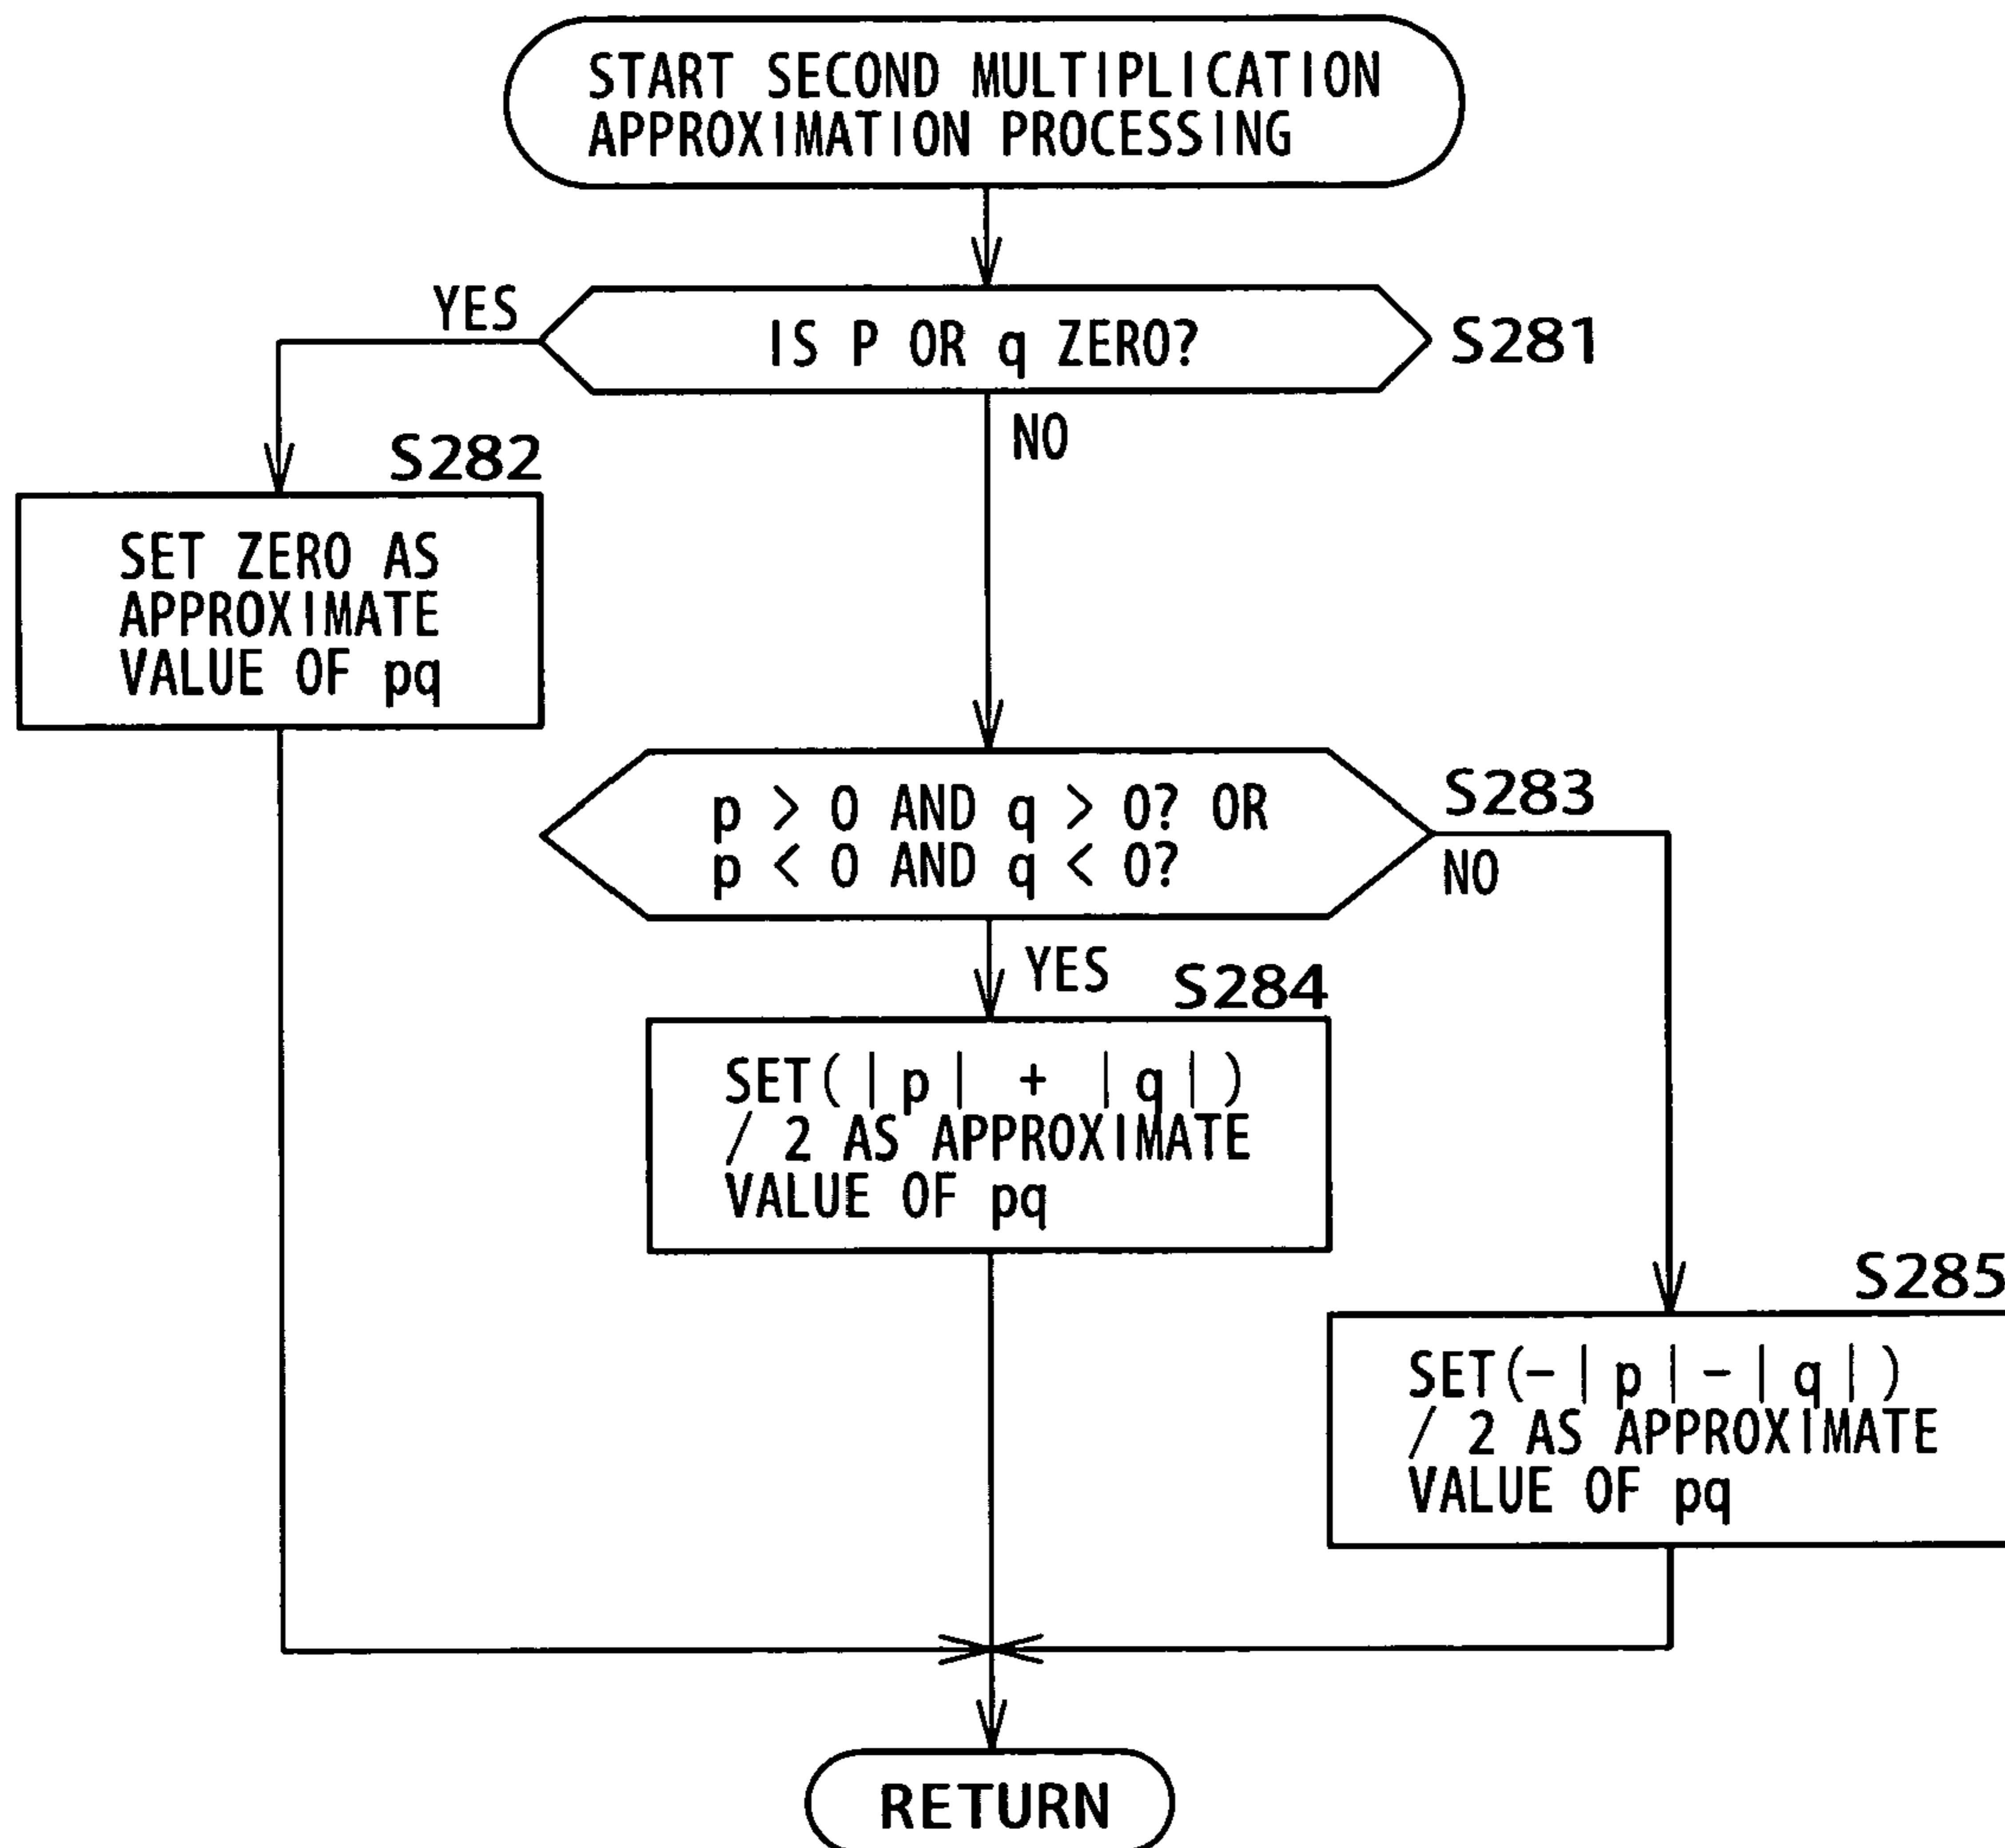 START SECOND MULTIPLICATION
APPROXIMATION PROCESSING
YES
IS P OR q ZERO?
S281
NO
S282
SET ZERO AS
APPROXIMATE
VALUE OF pq
p > 0 AND q > 0? OR
p < 0 AND q < 0?
S283
NO
YES
S284
SET(|p| + |q|)
/ 2 AS APPROXIMATE
VALUE OF pq
S285
SET(-|p|-|q|)
/ 2 AS APPROXIMATE
VALUE OF pq
RETURN